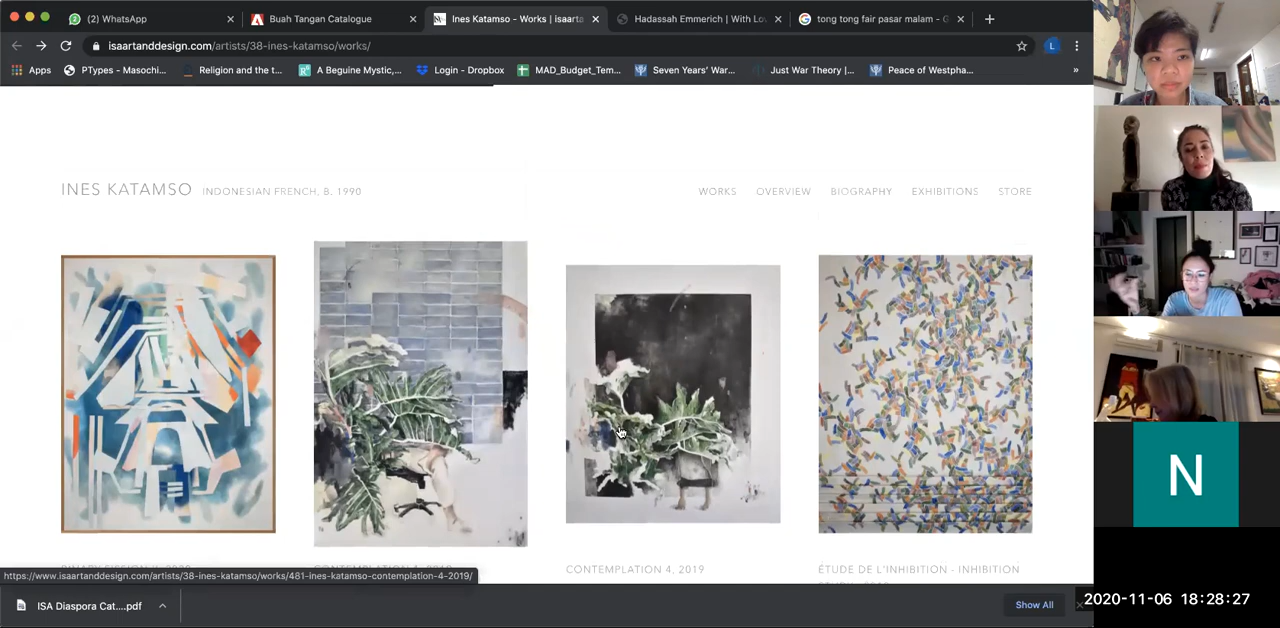 (2) WhatsApp
Buah Tangan Catalogue
Ines Katamso - Works | isaarta
Hadassah Emmerich | With Lo
tong tong fair pasar malam - G
isaartanddesign.com/artists/38-ines-katamso/works/
L
Apps
PTypes - Masochi...
Religion and the t...
A Beguine Mystic,...
Login - Dropbox
MAD_Budget_Tem...
Seven Years' War...
Just War Theory |...
Peace of Westpha...
»
INES KATAMSO INDONESIAN FRENCH, B. 1990
WORKS OVERVIEW BIOGRAPHY EXHIBITIONS STORE
CONTEMPLATION 4, 2019
ÉTUDE DE L'INHIBITION - INHIBITION
https://www.isaartanddesign.com/artists/38-ines-katamso/works/481-ines-katamso-contemplation-4-2019/
ISA Diaspora Cat....pdf
Show All
N
2020-11-06 18:28:27